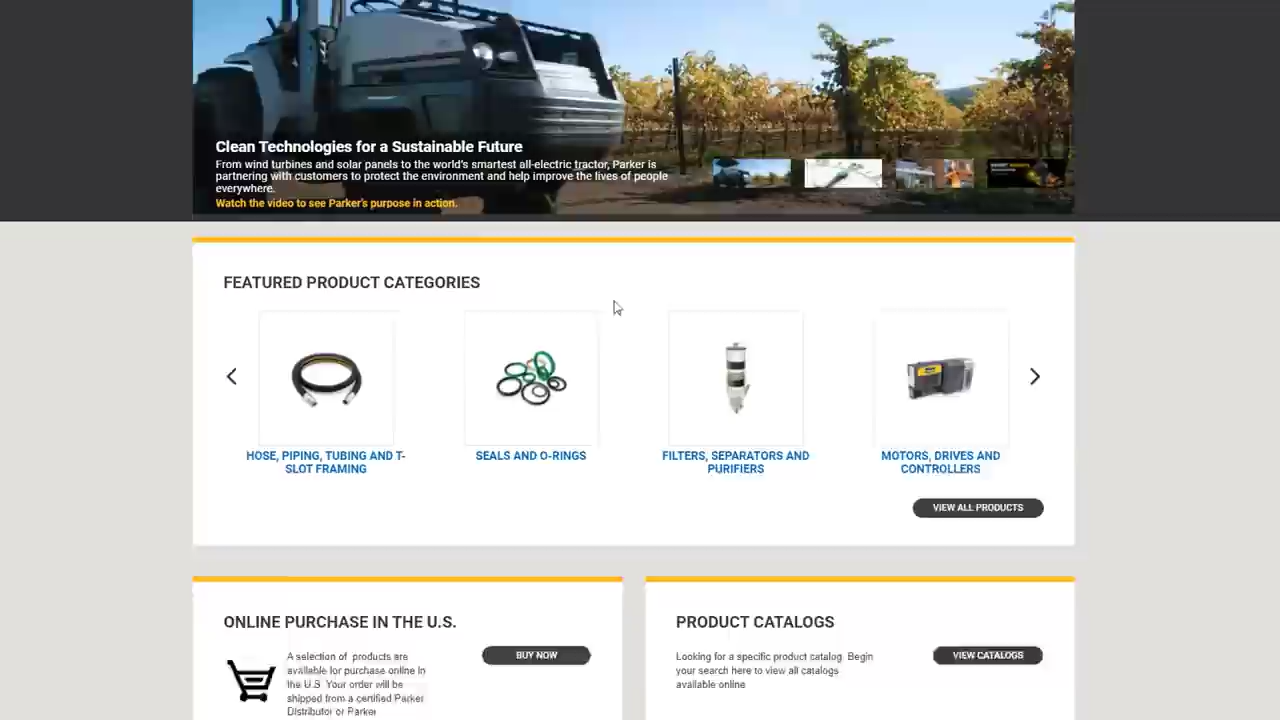 Clean Technologies for a Sustainable Future
From wind turbines and solar panels to the world's smartest all-electric tractor, Parker is
partnering with customers to protect the environment and help improve the lives of people
everywhere.
Watch the video to see Parker's purpose in action.
FEATURED PRODUCT CATEGORIES
HOSE, PIPING, TUBING AND T-
SLOT FRAMING
SEALS AND O-RINGS
FILTERS, SEPARATORS AND
PURIFIERS
MOTORS, DRIVES AND
CONTROLLERS
VIEW ALL PRODUCTS
ONLINE PURCHASE IN THE U.S.
A selection of products are
available for purchase online in
the U.S. Your order will be
shipped from a certified Parker
Distributor or Parker
BUY NOW
PRODUCT CATALOGS
Looking for a specific product catalog. Begin
your search here to view all catalogs
available online
VIEW CATALOGS